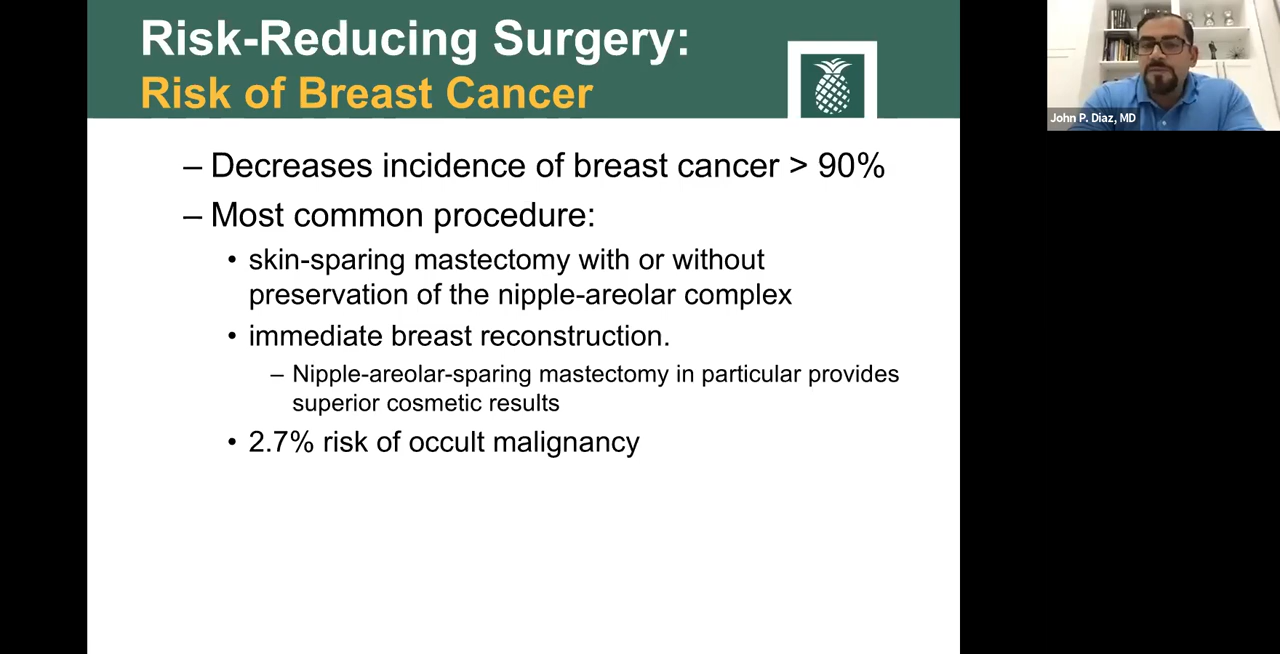 Risk-Reducing Surgery:
Risk of Breast Cancer
– Decreases incidence of breast cancer > 90%
– Most common procedure:
• skin-sparing mastectomy with or without
preservation of the nipple-areolar complex
• immediate breast reconstruction.
– Nipple-areolar-sparing mastectomy in particular provides
superior cosmetic results
• 2.7% risk of occult malignancy
John P. Diaz, MD